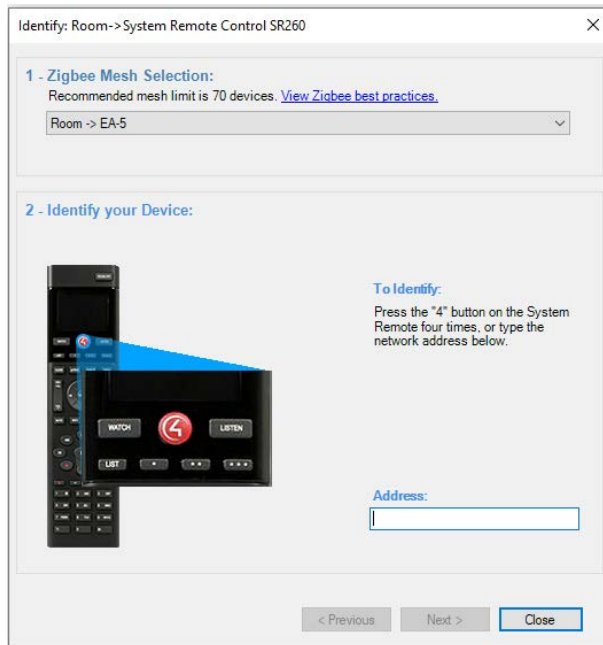 Identify: Room->System Remote Control SR260
1 - Zigbee Mesh Selection:
Recommended mesh limit is 70 devices. View Zigbee best practices.
Room -> EA-5
2 - Identify your Device:
To Identify:
Press the "4" button on the System
Remote four times, or type the
network address below.
WATCH
4
LISTEN
LIST
Address:
< Previous
Next >
Close